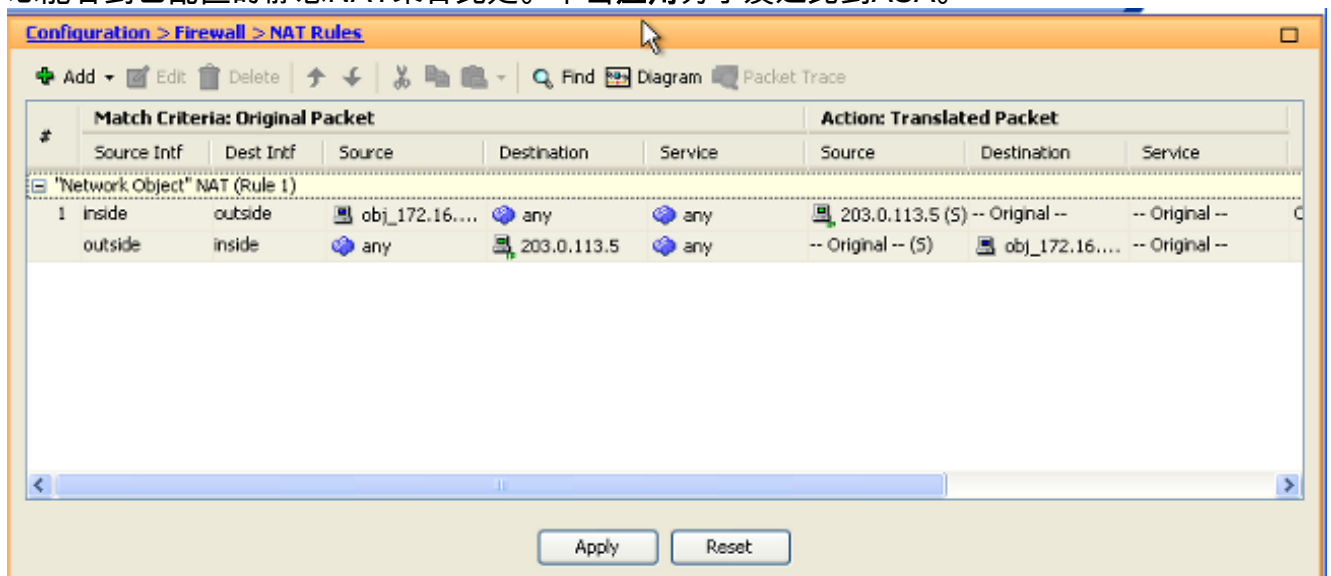 Configuration > Firewall > NAT Rules
Add Edit Delete Find Diagram Packet Trace
# Match Criteria: Original Packet Action: Translated Packet
Source Intf Dest Intf Source Destination Service Source Destination Service
"Network Object" NAT (Rule 1)
1 inside outside obj_172.16.... any any 203.0.113.5 (S) -- Original -- -- Original --
outside inside any 203.0.113.5 any -- Original -- (S) obj_172.16.... -- Original --
Apply Reset